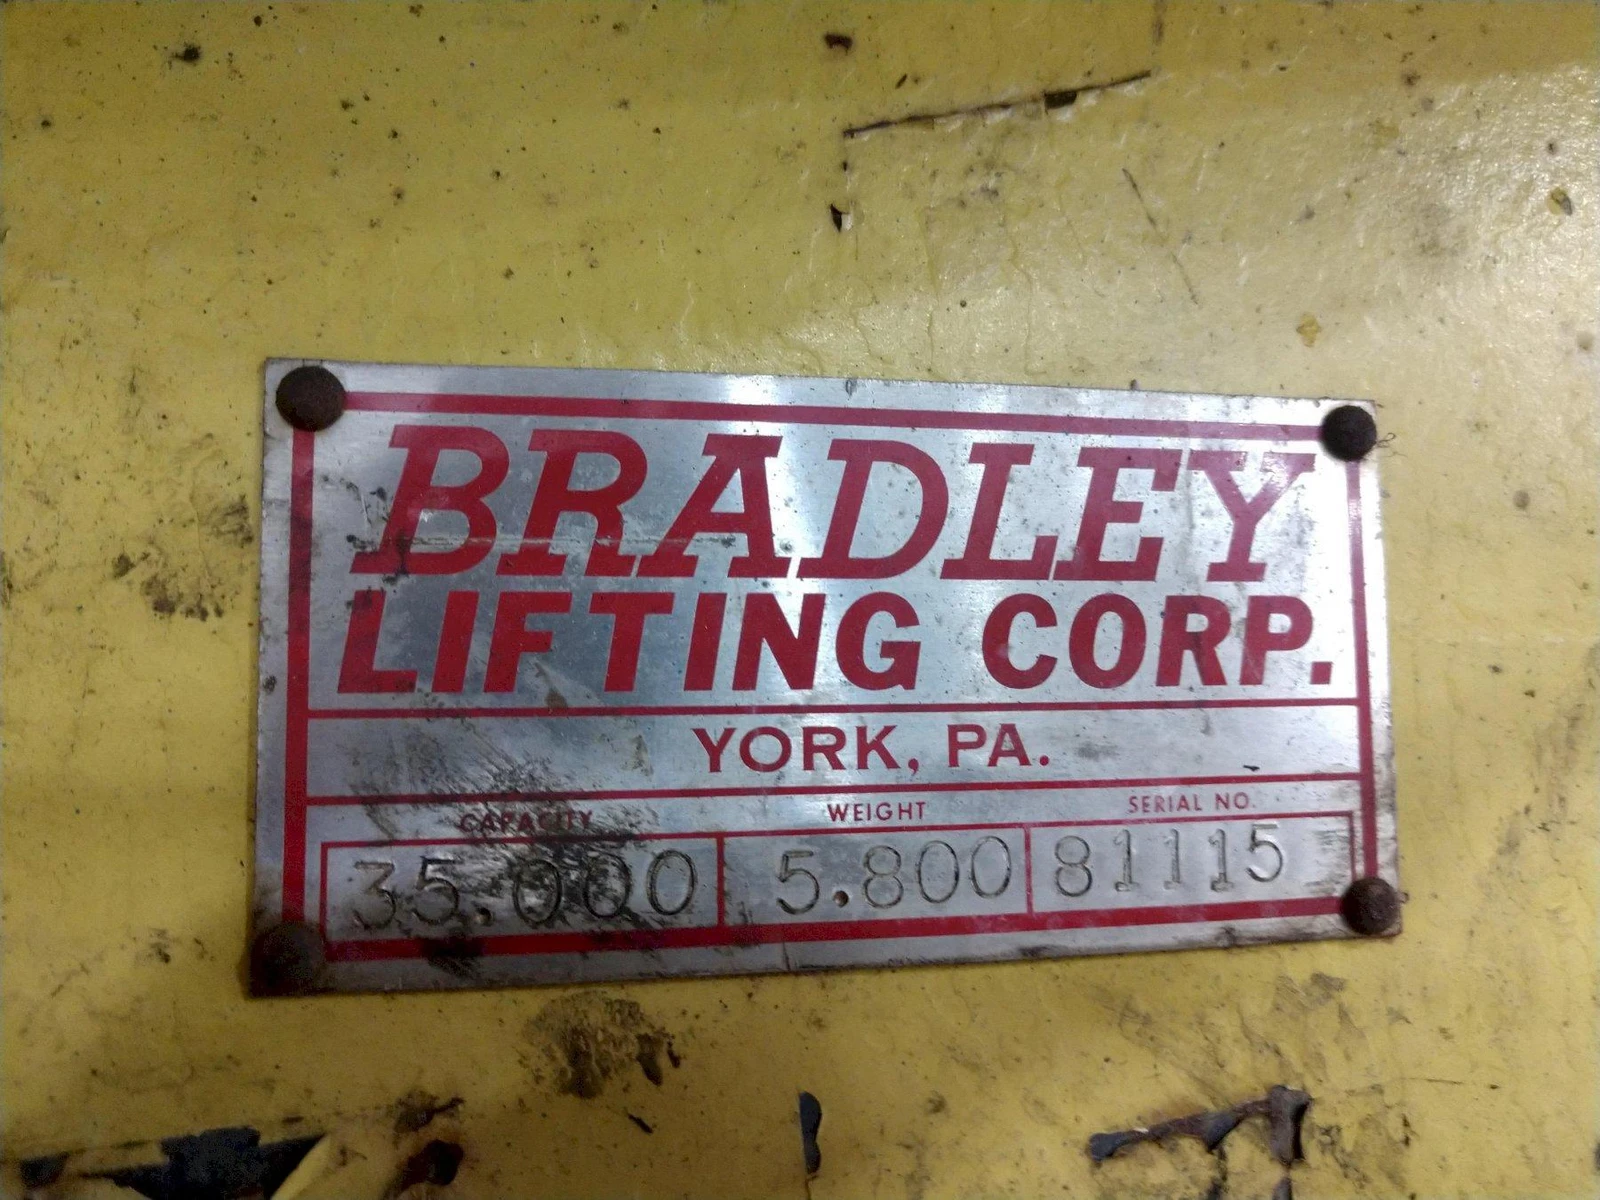 BRADLEY
LIFTING CORP.
YORK, PA.
CAPACITY WEIGHT SERIAL NO.
35.000 5.800 81115